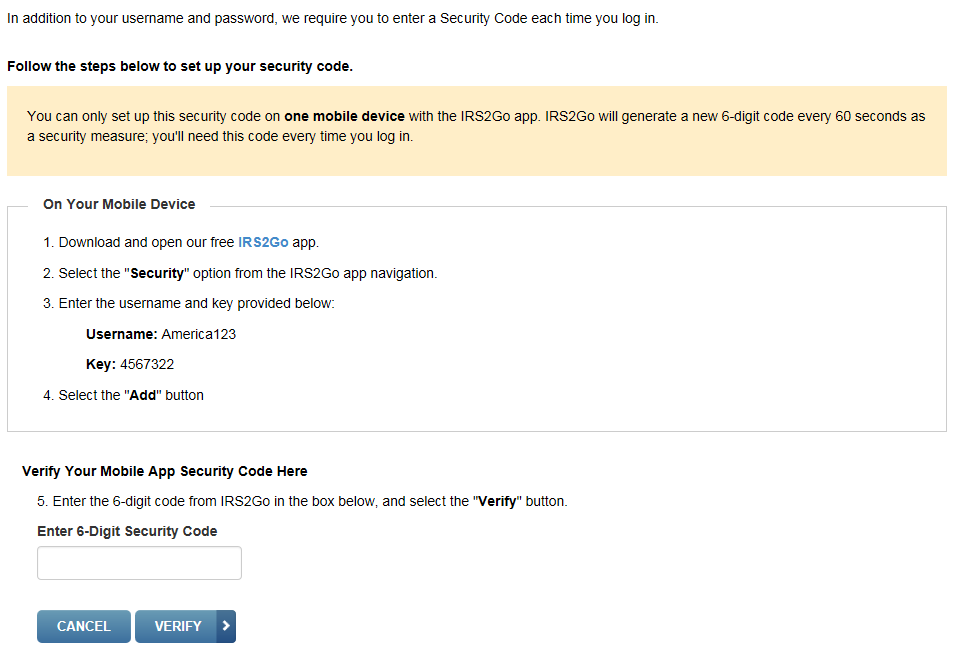 In addition to your username and password, we require you to enter a Security Code each time you log in.
Follow the steps below to set up your security code.
You can only set up this security code on one mobile device with the IRS2Go app. IRS2Go will generate a new 6-digit code every 60 seconds as
a security measure; you'll need this code every time you log in.
On Your Mobile Device
1. Download and open our free IRS2Go app.
2. Select the "Security" option from the IRS2Go app navigation.
3. Enter the username and key provided below:
Username: America123
Key: 4567322
4. Select the "Add" button
Verify Your Mobile App Security Code Here
5. Enter the 6-digit code from IRS2Go in the box below, and select the "Verify" button.
Enter 6-Digit Security Code
CANCEL VERIFY >